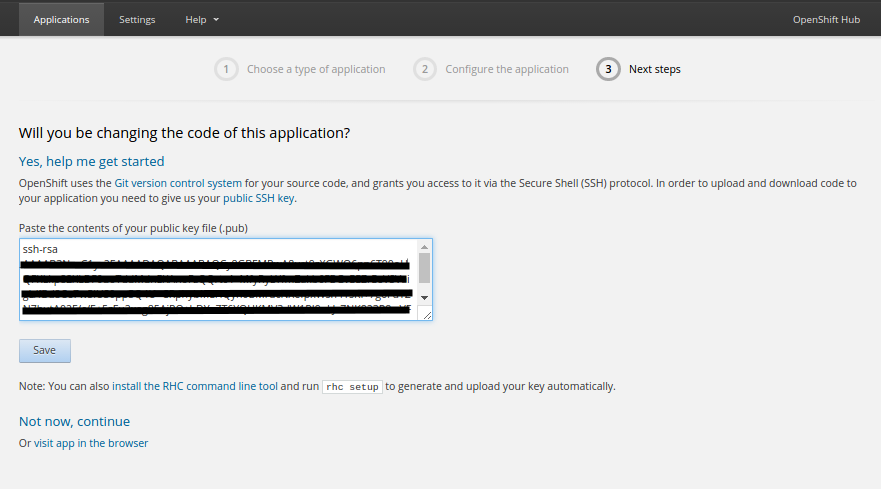 Applications Settings Help OpenShift Hub
1 Choose a type of application 2 Configure the application 3 Next steps
Will you be changing the code of this application?
Yes, help me get started
OpenShift uses the Git version control system for your source code, and grants you access to it via the Secure Shell (SSH) protocol. In order to upload and download code to
your application you need to give us your public SSH key.
Paste the contents of your public key file (.pub)
ssh-rsa
Save
Note: You can also install the RHC command line tool and run rhc setup to generate and upload your key automatically.
Not now, continue
Or visit app in the browser